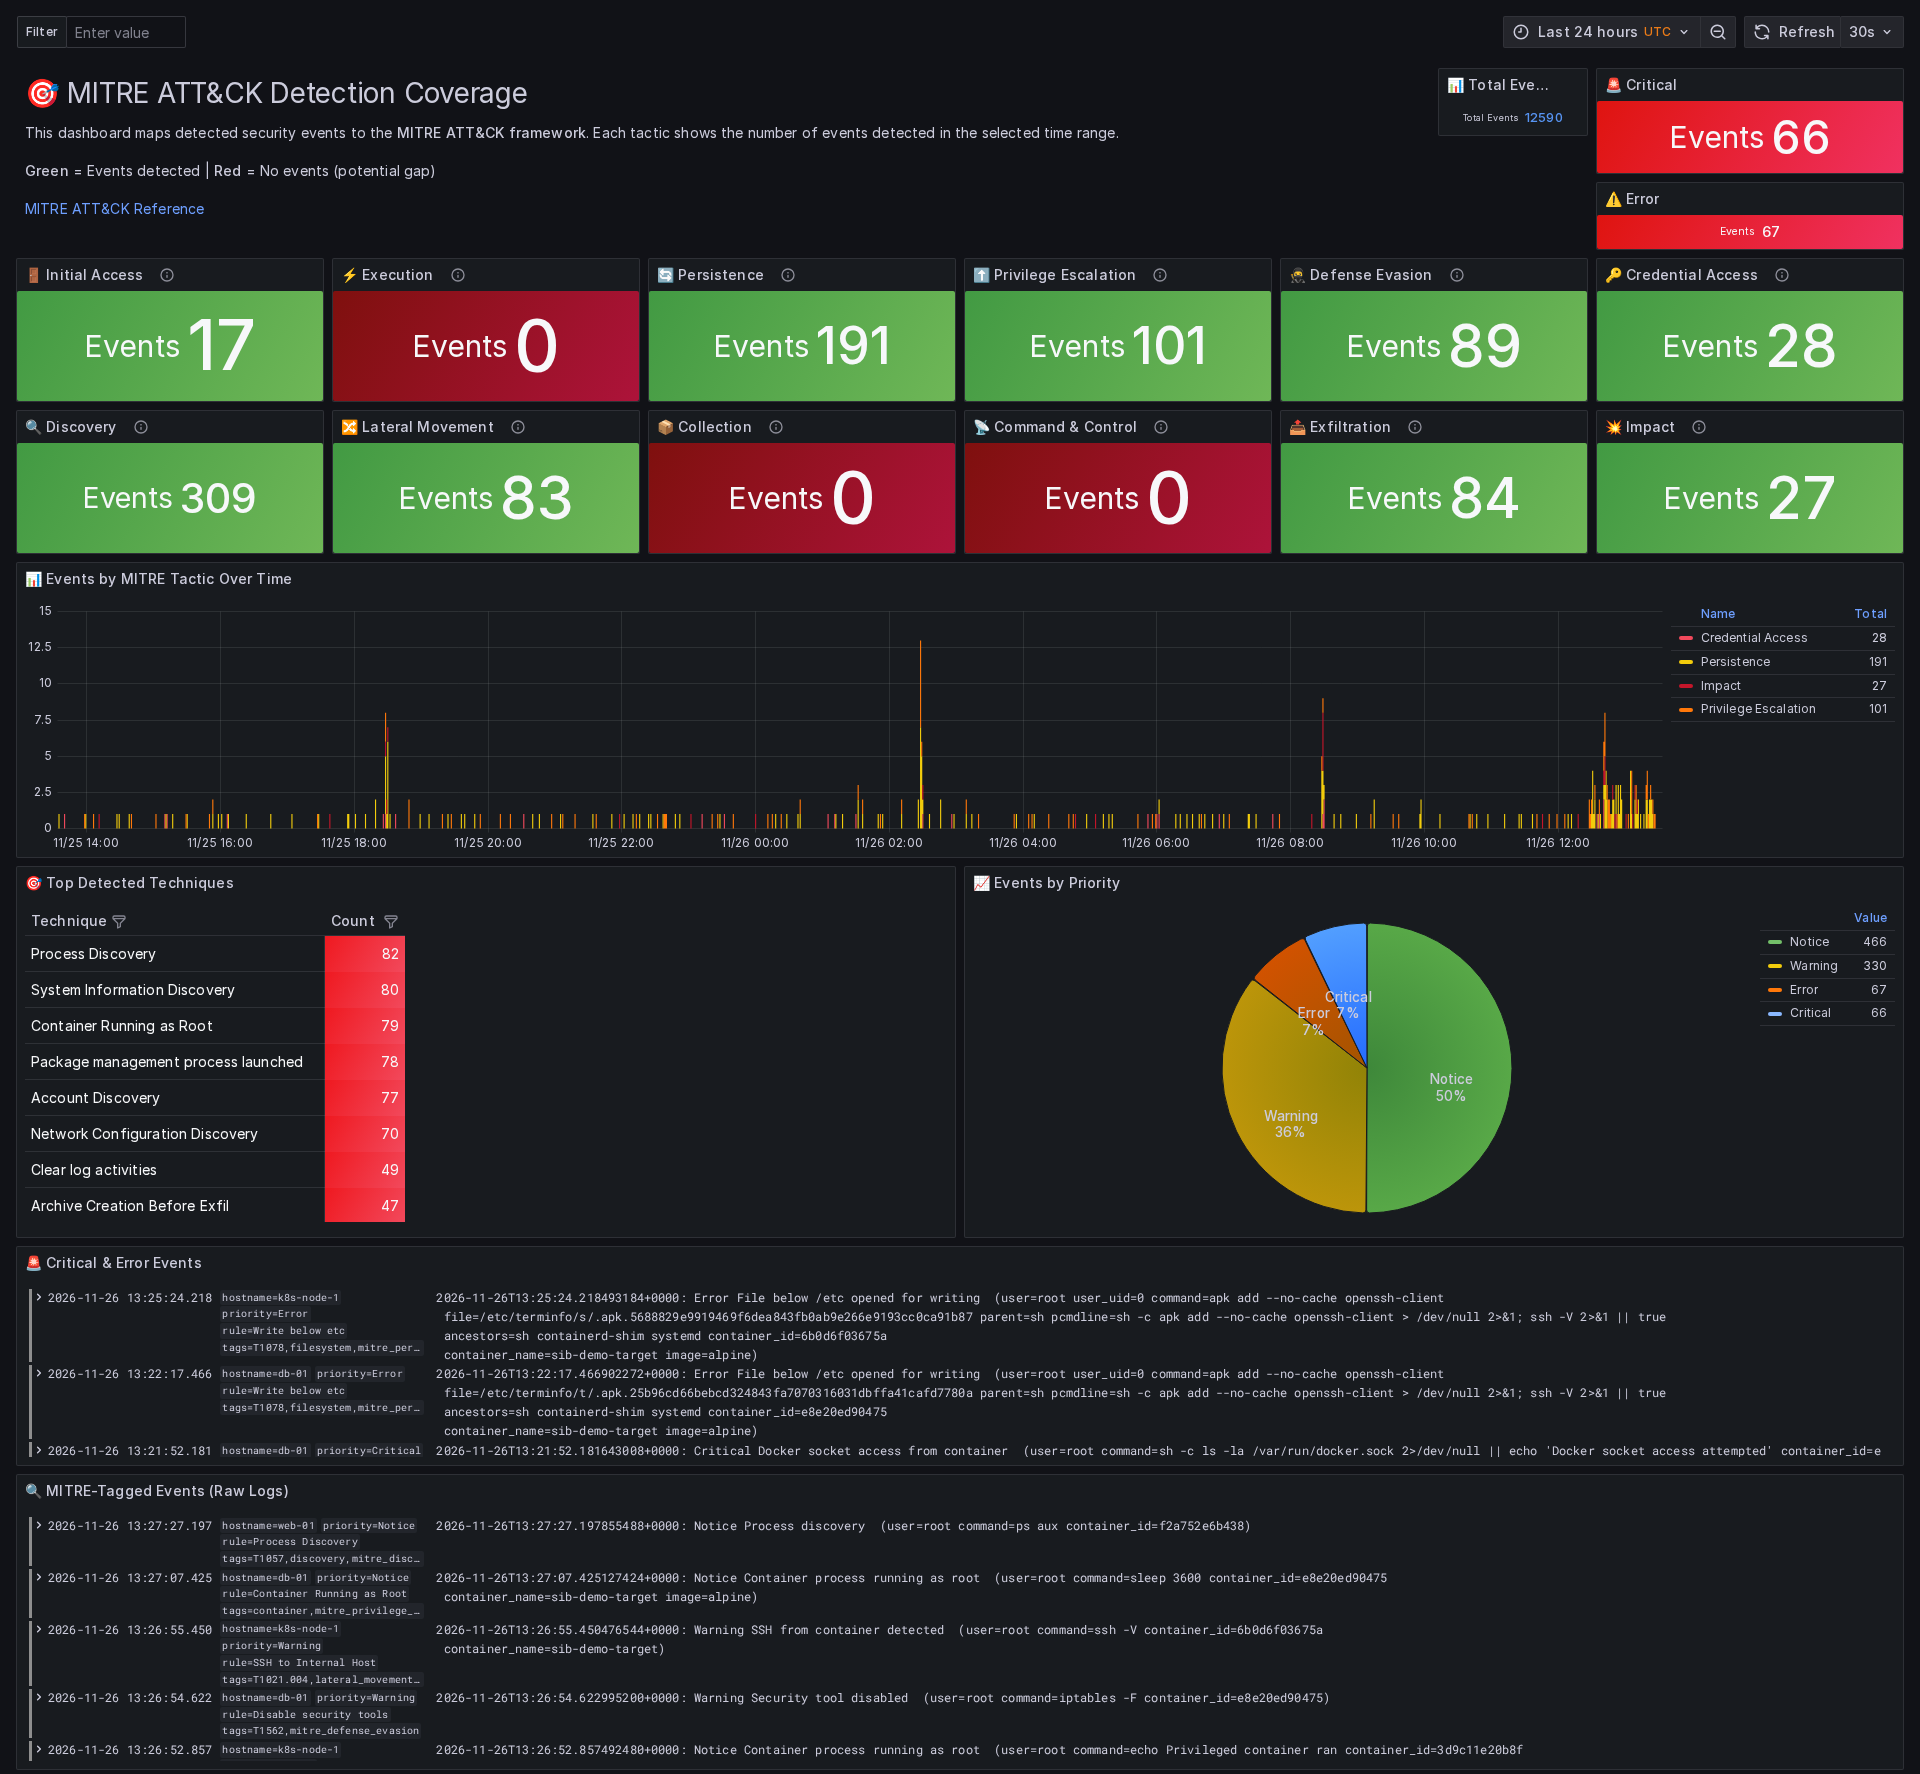 Filter
Enter value
Last 24 hours UTC
Refresh
30s
🎯 MITRE ATT&CK Detection Coverage
This dashboard maps detected security events to the MITRE ATT&CK framework. Each tactic shows the number of events detected in the selected time range.
Green = Events detected | Red = No events (potential gap)
MITRE ATT&CK Reference
📊 Total Eve...
Total Events 12590
🚨 Critical
Events 66
⚠️ Error
Events 67
🚪 Initial Access
Events 17
⚡ Execution
Events 0
🔄 Persistence
Events 191
⬆️ Privilege Escalation
Events 101
🥷 Defense Evasion
Events 89
🔑 Credential Access
Events 28
🔍 Discovery
Events 309
🔀 Lateral Movement
Events 83
📦 Collection
Events 0
📡 Command & Control
Events 0
📤 Exfiltration
Events 84
💥 Impact
Events 27
📊 Events by MITRE Tactic Over Time
15
12.5
10
7.5
5
2.5
0
11/25 14:00
11/25 16:00
11/25 18:00
11/25 20:00
11/25 22:00
11/26 00:00
11/26 02:00
11/26 04:00
11/26 06:00
11/26 08:00
11/26 10:00
11/26 12:00
Name Total
Credential Access 28
Persistence 191
Impact 27
Privilege Escalation 101
🎯 Top Detected Techniques
Technique Count
Process Discovery 82
System Information Discovery 80
Container Running as Root 79
Package management process launched 78
Account Discovery 77
Network Configuration Discovery 70
Clear log activities 49
Archive Creation Before Exfil 47
📈 Events by Priority
Critical
7%
Error
7%
Notice
50%
Warning
36%
Value
Notice 466
Warning 330
Error 67
Critical 66
🚨 Critical & Error Events
2026-11-26 13:25:24.218 hostname=k8s-node-1 2026-11-26T13:25:24.218493184+0000: Error File below /etc opened for writing (user=root user_uid=0 command=apk add --no-cache openssh-client
priority=Error file=/etc/terminfo/s/.apk.5688829e9919469f6dea843fb0ab9e266e9193cc0ca91b87 parent=sh pcmdline=sh -c apk add --no-cache openssh-client > /dev/null 2>&1; ssh -V 2>&1 || true
rule=Write below etc ancestors=sh containerd-shim systemd container_id=6b0d6f03675a
tags=T1078,filesystem,mitre_per… container_name=sib-demo-target image=alpine)
2026-11-26 13:22:17.466 hostname=db-01 priority=Error 2026-11-26T13:22:17.466902272+0000: Error File below /etc opened for writing (user=root user_uid=0 command=apk add --no-cache openssh-client
rule=Write below etc file=/etc/terminfo/t/.apk.25b96cd66bebcd324843fa7070316031dbffa41cafd7780a parent=sh pcmdline=sh -c apk add --no-cache openssh-client > /dev/null 2>&1; ssh -V 2>&1 || true
tags=T1078,filesystem,mitre_per… ancestors=sh containerd-shim systemd container_id=e8e20ed90475
container_name=sib-demo-target image=alpine)
2026-11-26 13:21:52.181 hostname=db-01 priority=Critical 2026-11-26T13:21:52.181643008+0000: Critical Docker socket access from container (user=root command=sh -c ls -la /var/run/docker.sock 2>/dev/null || echo 'Docker socket access attempted' container_id=e
🔍 MITRE-Tagged Events (Raw Logs)
2026-11-26 13:27:27.197 hostname=web-01 priority=Notice 2026-11-26T13:27:27.197855488+0000: Notice Process discovery (user=root command=ps aux container_id=f2a752e6b438)
rule=Process Discovery
tags=T1057,discovery,mitre_disc…
2026-11-26 13:27:07.425 hostname=db-01 priority=Notice 2026-11-26T13:27:07.425127424+0000: Notice Container process running as root (user=root command=sleep 3600 container_id=e8e20ed90475
rule=Container Running as Root container_name=sib-demo-target image=alpine)
tags=container,mitre_privilege_…
2026-11-26 13:26:55.450 hostname=k8s-node-1 2026-11-26T13:26:55.450476544+0000: Warning SSH from container detected (user=root command=ssh -V container_id=6b0d6f03675a
priority=Warning container_name=sib-demo-target)
rule=SSH to Internal Host
tags=T1021.004,lateral_movement…
2026-11-26 13:26:54.622 hostname=db-01 priority=Warning 2026-11-26T13:26:54.622995200+0000: Warning Security tool disabled (user=root command=iptables -F container_id=e8e20ed90475)
rule=Disable security tools
tags=T1562,mitre_defense_evasion
2026-11-26 13:26:52.857 hostname=k8s-node-1 2026-11-26T13:26:52.857492480+0000: Notice Container process running as root (user=root command=echo Privileged container ran container_id=3d9c11e20b8f